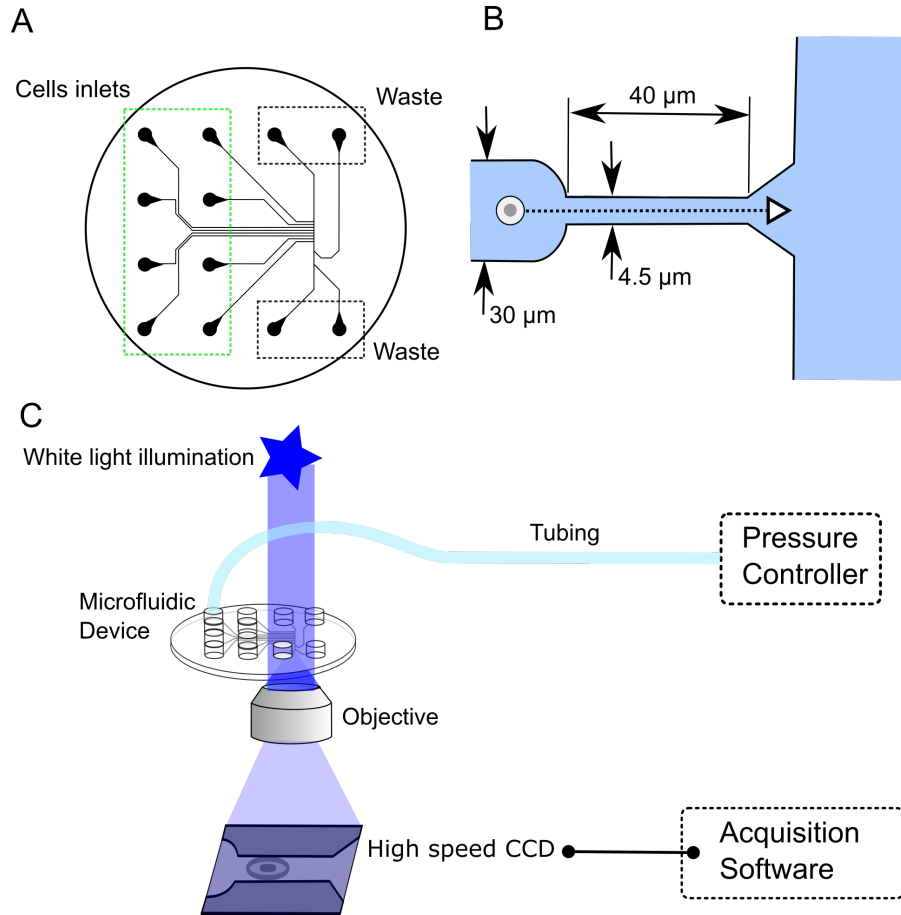 A
Cells inlets
Waste
Waste
B
40 µm
4.5 µm
30 µm
C
White light illumination
Tubing
Pressure
Controller
Microfluidic
Device
Objective
High speed CCD
Acquisition
Software